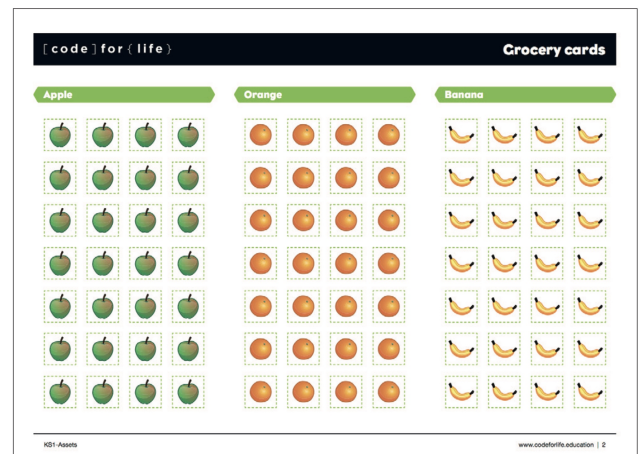 [code]for{life}
Grocery cards
Apple
Orange
Banana
KS1-Assets
www.codeforlife.education | 2